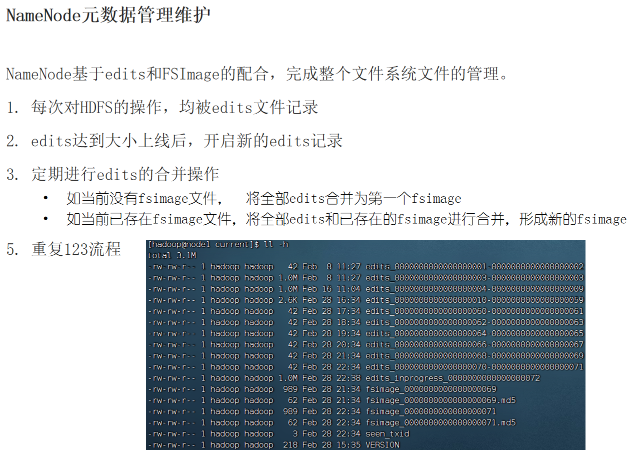 NameNode元数据管理维护
NameNode基于edits和FSImage的配合，完成整个文件系统文件的管理。
1. 每次对HDFS的操作，均被edits文件记录
2. edits达到大小上线后，开启新的edits记录
3. 定期进行edits的合并操作
• 如当前没有fsimage文件， 将全部edits合并为第一个fsimage
• 如当前已存在fsimage文件，将全部edits和已存在的fsimage进行合并，形成新的fsimage
5. 重复123流程
[hadoop@node1 current]$ ll -h
total 3.1M
-rw-rw-r-- 1 hadoop hadoop 42 Feb 8 11:27 edits_0000000000000000001-0000000000000000002
-rw-rw-r-- 1 hadoop hadoop 1.0M Feb 8 11:27 edits_0000000000000000003-0000000000000000003
-rw-rw-r-- 1 hadoop hadoop 1.0M Feb 16 11:04 edits_0000000000000000004-0000000000000000009
-rw-rw-r-- 1 hadoop hadoop 2.6K Feb 28 16:34 edits_0000000000000000010-0000000000000000059
-rw-rw-r-- 1 hadoop hadoop 42 Feb 28 17:34 edits_0000000000000000060-0000000000000000061
-rw-rw-r-- 1 hadoop hadoop 42 Feb 28 18:34 edits_0000000000000000062-0000000000000000063
-rw-rw-r-- 1 hadoop hadoop 42 Feb 28 19:34 edits_0000000000000000064-0000000000000000065
-rw-rw-r-- 1 hadoop hadoop 42 Feb 28 20:34 edits_0000000000000000066-0000000000000000067
-rw-rw-r-- 1 hadoop hadoop 42 Feb 28 21:34 edits_0000000000000000068-0000000000000000069
-rw-rw-r-- 1 hadoop hadoop 42 Feb 28 22:34 edits_0000000000000000070-0000000000000000071
-rw-rw-r-- 1 hadoop hadoop 1.0M Feb 28 22:38 edits_inprogress_0000000000000000072
-rw-rw-r-- 1 hadoop hadoop 989 Feb 28 21:34 fsimage_0000000000000000069
-rw-rw-r-- 1 hadoop hadoop 62 Feb 28 21:34 fsimage_0000000000000000069.md5
-rw-rw-r-- 1 hadoop hadoop 989 Feb 28 22:34 fsimage_0000000000000000071
-rw-rw-r-- 1 hadoop hadoop 62 Feb 28 22:34 fsimage_0000000000000000071.md5
-rw-rw-r-- 1 hadoop hadoop 3 Feb 28 22:34 seen_txid
-rw-rw-r-- 1 hadoop hadoop 218 Feb 28 15:35 VERSION